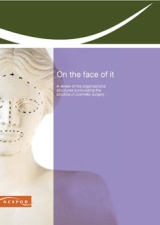 On the face of it
A review of the organisational
structures surrounding the
practice of cosmetic surgery
NCEPOD